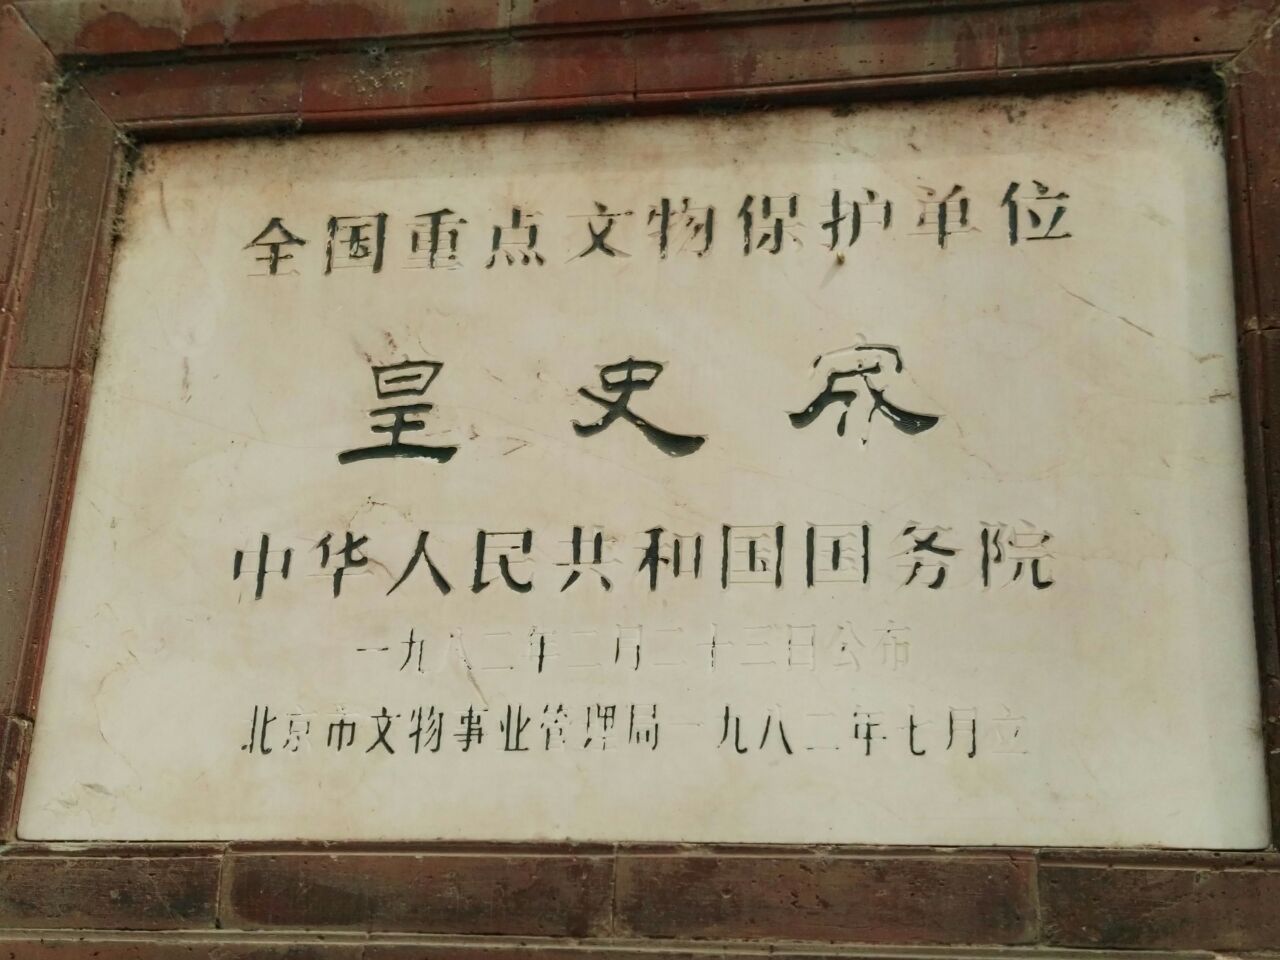 全国重点文物保护单位
皇史宬
中华人民共和国国务院
一九八二年二月二十三日公布
北京市文物事业管理局一九八二年七月立